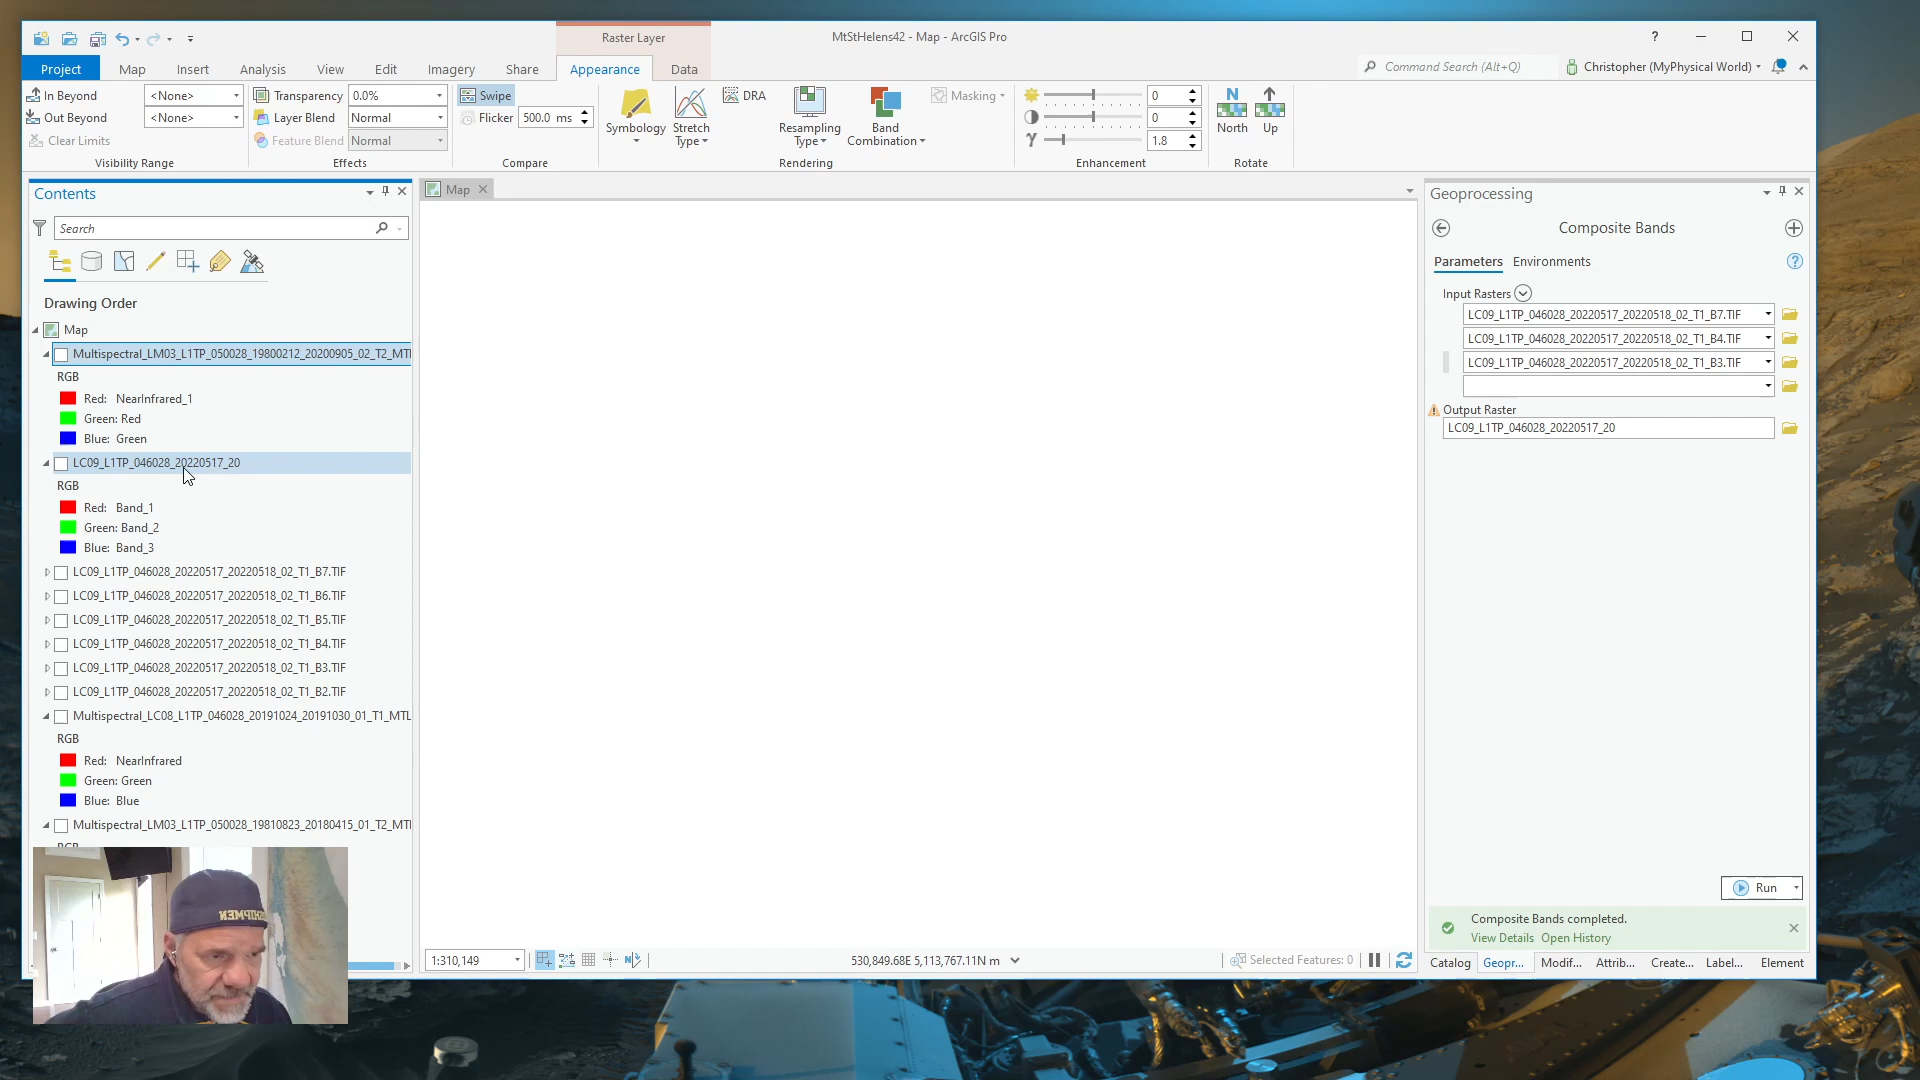 Raster Layer
MtStHelens42 - Map - ArcGIS Pro
?
Project Map Insert Analysis View Edit Imagery Share Appearance Data
Command Search (Alt+Q)
Christopher (MyPhysical World)
In Beyond <None>
Out Beyond <None>
Clear Limits
Visibility Range
Transparency 0.0%
Layer Blend Normal
Feature Blend Normal
Effects
Swipe
Flicker 500.0 ms
Compare
Symbology
Stretch Type
DRA
Resampling Type
Band Combination
Rendering
Masking
0
0
γ 1.8
Enhancement
N
North
Up
Rotate
Contents
Search
Drawing Order
Map
Multispectral_LM03_L1TP_050028_19800212_20200905_02_T2_MTL
RGB
Red: NearInfrared_1
Green: Red
Blue: Green
LC09_L1TP_046028_20220517_20
RGB
Red: Band_1
Green: Band_2
Blue: Band_3
LC09_L1TP_046028_20220517_20220518_02_T1_B7.TIF
LC09_L1TP_046028_20220517_20220518_02_T1_B6.TIF
LC09_L1TP_046028_20220517_20220518_02_T1_B5.TIF
LC09_L1TP_046028_20220517_20220518_02_T1_B4.TIF
LC09_L1TP_046028_20220517_20220518_02_T1_B3.TIF
LC09_L1TP_046028_20220517_20220518_02_T1_B2.TIF
Multispectral_LC08_L1TP_046028_20191024_20191030_01_T1_MTL
RGB
Red: NearInfrared
Green: Green
Blue: Blue
Multispectral_LM03_L1TP_050028_19810823_20180415_01_T2_MTL
RGB
Map
1:310,149
530,849.68E 5,113,767.11N m
Selected Features: 0
Geoprocessing
Composite Bands
Parameters Environments
Input Rasters
LC09_L1TP_046028_20220517_20220518_02_T1_B7.TIF
LC09_L1TP_046028_20220517_20220518_02_T1_B4.TIF
LC09_L1TP_046028_20220517_20220518_02_T1_B3.TIF
Output Raster
LC09_L1TP_046028_20220517_20
Run
Composite Bands completed.
View Details Open History
Catalog Geopr... Modif... Attrib... Create... Label... Element